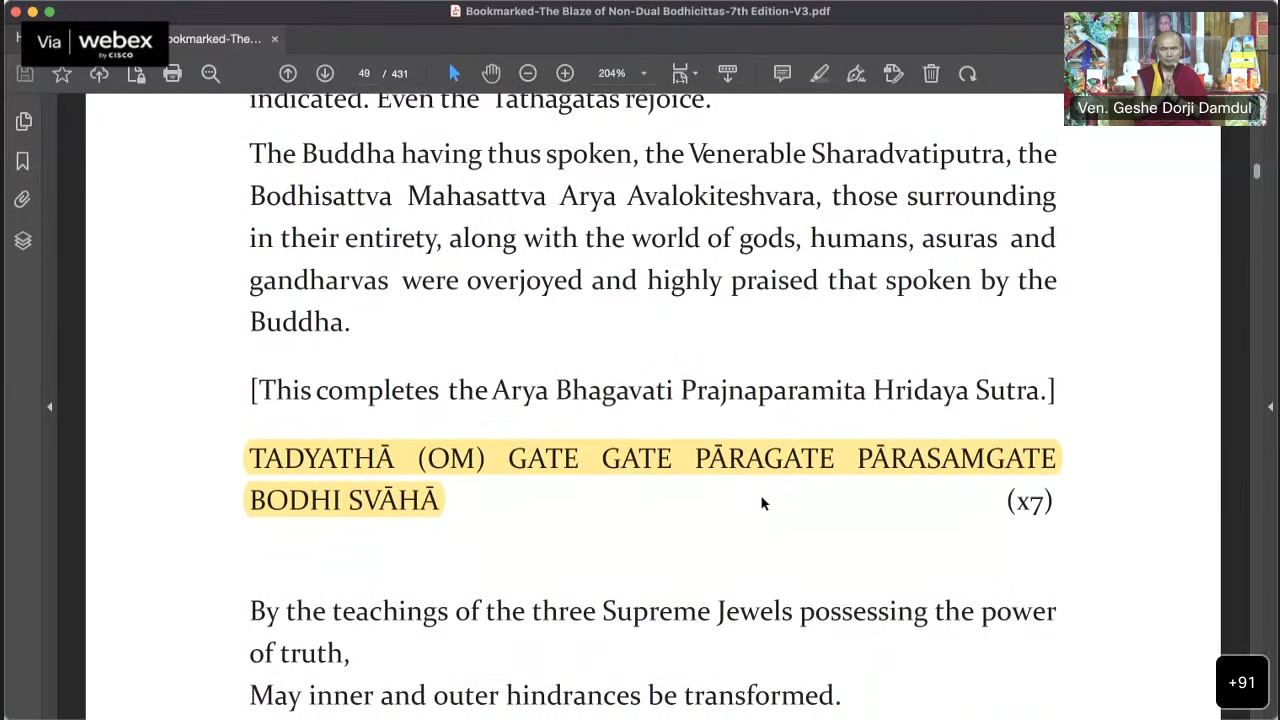 Bookmarked-The Blaze of Non-Dual Bodhicittas-7th Edition-V3.pdf
Via webex
by CISCO
ookmarked-The... ×
49 / 431
204%
Ven. Geshe Dorji Damdul
indicated. Even the Tathagatas rejoice.
The Buddha having thus spoken, the Venerable Sharadvatiputra, the
Bodhisattva Mahasattva Arya Avalokiteshvara, those surrounding
in their entirety, along with the world of gods, humans, asuras and
gandharvas were overjoyed and highly praised that spoken by the
Buddha.
[This completes the Arya Bhagavati Prajnaparamita Hridaya Sutra.]
TADYATHĀ (OM) GATE GATE PĀRAGATE PĀRASAMGATE
BODHI SVĀHĀ (x7)
By the teachings of the three Supreme Jewels possessing the power
of truth,
May inner and outer hindrances be transformed.
+91